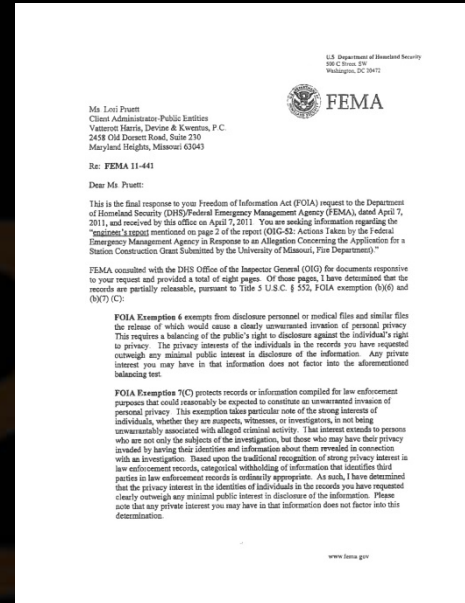 U.S. Department of Homeland Security
500 C Street, SW
Washington, DC 20472
FEMA
Ms. Lori Pruett
Client Administrator-Public Entities
Vatterott Harris, Devine & Kwentus, P.C.
2458 Old Dorsett Road, Suite 230
Maryland Heights, Missouri 63043
Re: FEMA 11-441
Dear Ms. Pruett:
This is the final response to your Freedom of Information Act (FOIA) request to the Department
of Homeland Security (DHS)/Federal Emergency Management Agency (FEMA), dated April 7,
2011, and received by this office on April 7, 2011. You are seeking information regarding the
"engineer's report mentioned on page 2 of the report (OIG-52: Actions Taken by the Federal
Emergency Management Agency in Response to an Allegation Concerning the Application for a
Station Construction Grant Submitted by the University of Missouri, Fire Department)."
FEMA consulted with the DHS Office of the Inspector General (OIG) for documents responsive
to your request and provided a total of eight pages. Of those pages, I have determined that the
records are partially releasable, pursuant to Title 5 U.S.C. § 552, FOIA exemption (b)(6) and
(b)(7) (C):
FOIA Exemption 6 exempts from disclosure personnel or medical files and similar files
the release of which would cause a clearly unwarranted invasion of personal privacy
This requires a balancing of the public's right to disclosure against the individual's right
to privacy. The privacy interests of the individuals in the records you have requested
outweigh any minimal public interest in disclosure of the information. Any private
interest you may have in that information does not factor into the aforementioned
balancing test.
FOIA Exemption 7(C) protects records or information compiled for law enforcement
purposes that could reasonably be expected to constitute an unwarranted invasion of
personal privacy This exemption takes particular note of the strong interests of
individuals, whether they are suspects, witnesses, or investigators, in not being
unwarrantably associated with alleged criminal activity. That interest extends to persons
who are not only the subjects of the investigation, but those who may have their privacy
invaded by having their identities and information about them revealed in connection
with an investigation. Based upon the traditional recognition of strong privacy interest in
law enforcement records, categorical withholding of information that identifies third
parties in law enforcement records is ordinarily appropriate. As such, I have determined
that the privacy interest in the identities of individuals in the records you have requested
clearly outweigh any minimal public interest in disclosure of the information. Please
note that any private interest you may have in that information does not factor into this
determination.
www.fema.gov